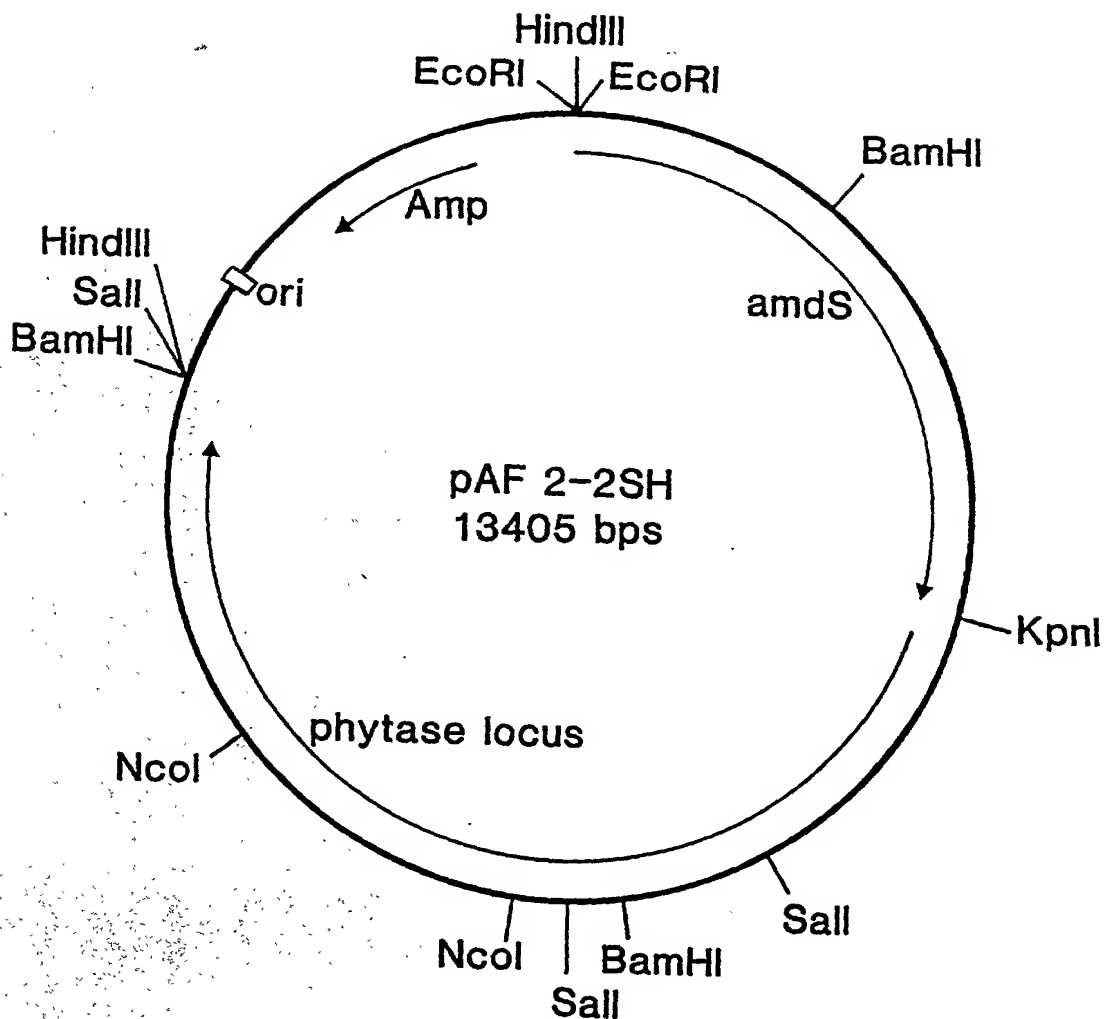 HindIII
EcoRI EcoRI
BamHI
Amp
HindIII
SalI
ori
amdS
BamHI
pAF 2-2SH
13405 bps
KpnI
phytase locus
NcoI
SalI
NcoI
BamHI
SalI